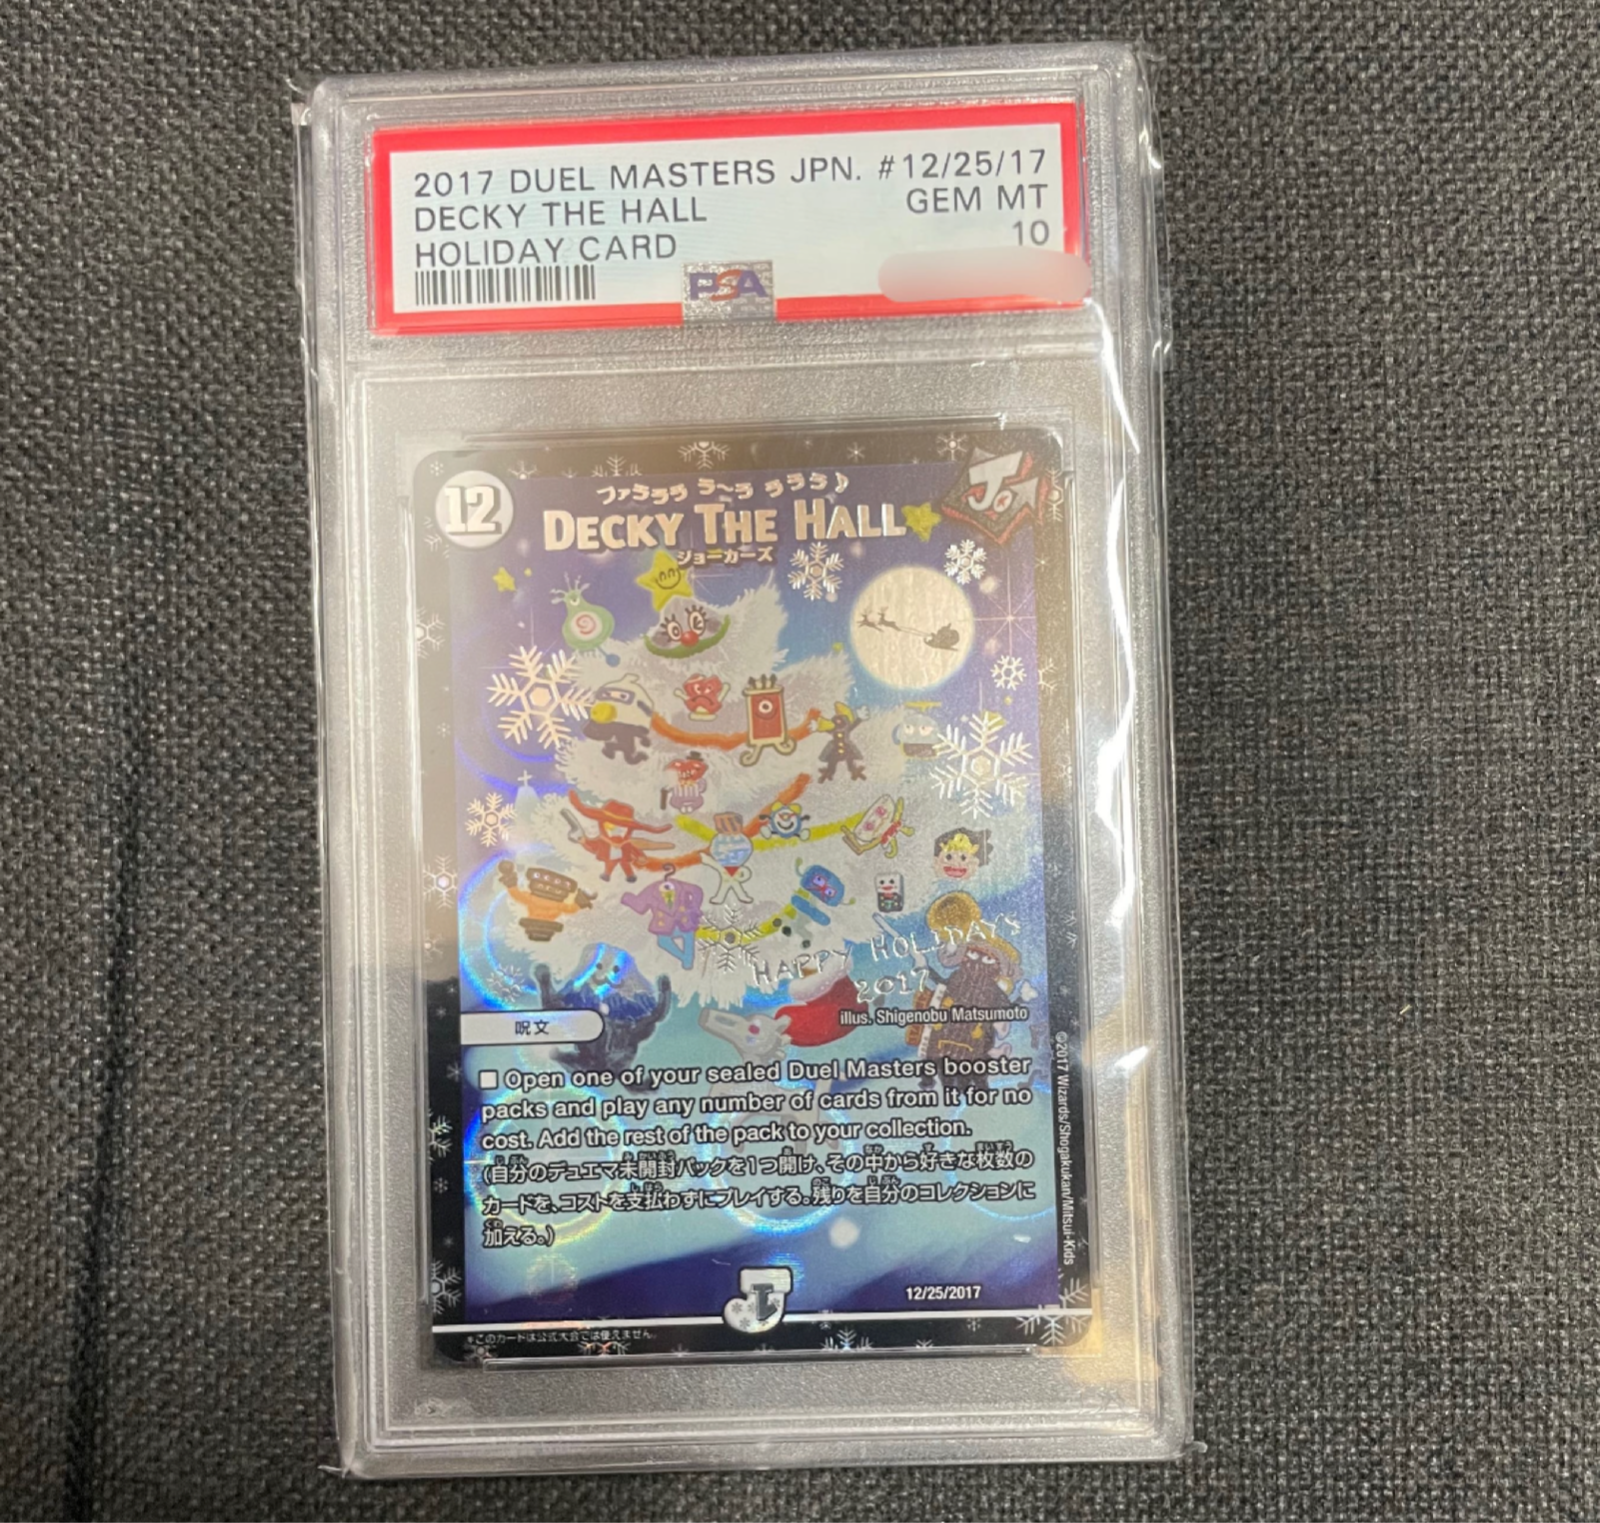 2017 DUEL MASTERS JPN. #12/25/17
DECKY THE HALL GEM MT
HOLIDAY CARD 10
PSA
12
ファラララ ラ~ラ ラララ♪
J
DECKY THE HALL
ジョーカーズ
HAPPY HOLIDAYS
2017
illus. Shigenobu Matsumoto
呪文
■ Open one of your sealed Duel Masters booster
packs and play any number of cards from it for no
cost. Add the rest of the pack to your collection.
(自分のデュエマ未開封パックを1つ開け、その中から好きな枚数の
カードを、コストを支払わずにプレイする。残りを自分のコレクションに
加える。)
©2017 Wizards/Shogakukan/Mitsui-Kids
12/25/2017
*このカードは公式大会では使えません。